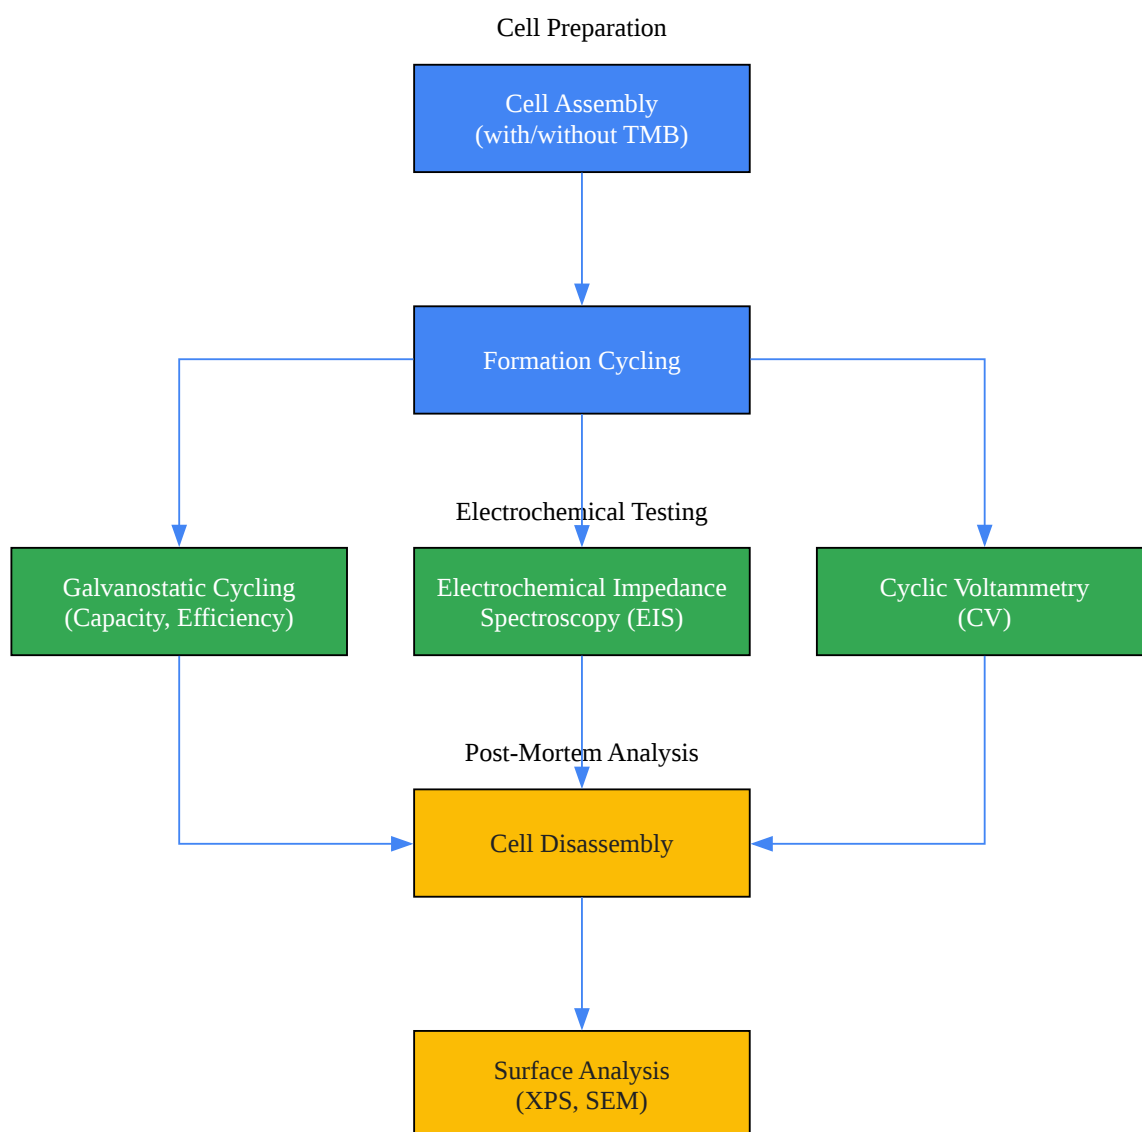 Cell Preparation
Cell Assembly
(with/without TMB)
Formation Cycling
Electrochemical Testing
Galvanostatic Cycling
(Capacity, Efficiency)
Electrochemical Impedance
Spectroscopy (EIS)
Cyclic Voltammetry
(CV)
Post-Mortem Analysis
Cell Disassembly
Surface Analysis
(XPS, SEM)